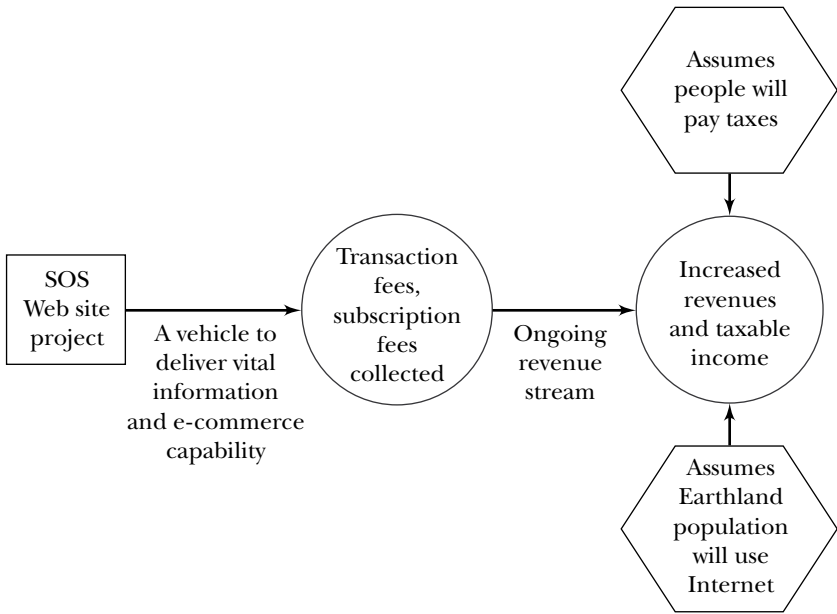 Assumes
people will
pay taxes
SOS
Web site
project
A vehicle to
deliver vital
information
and e-commerce
capability
Transaction
fees,
subscription
fees
collected
Ongoing
revenue
stream
Increased
revenues
and taxable
income
Assumes
Earthland
population
will use
Internet